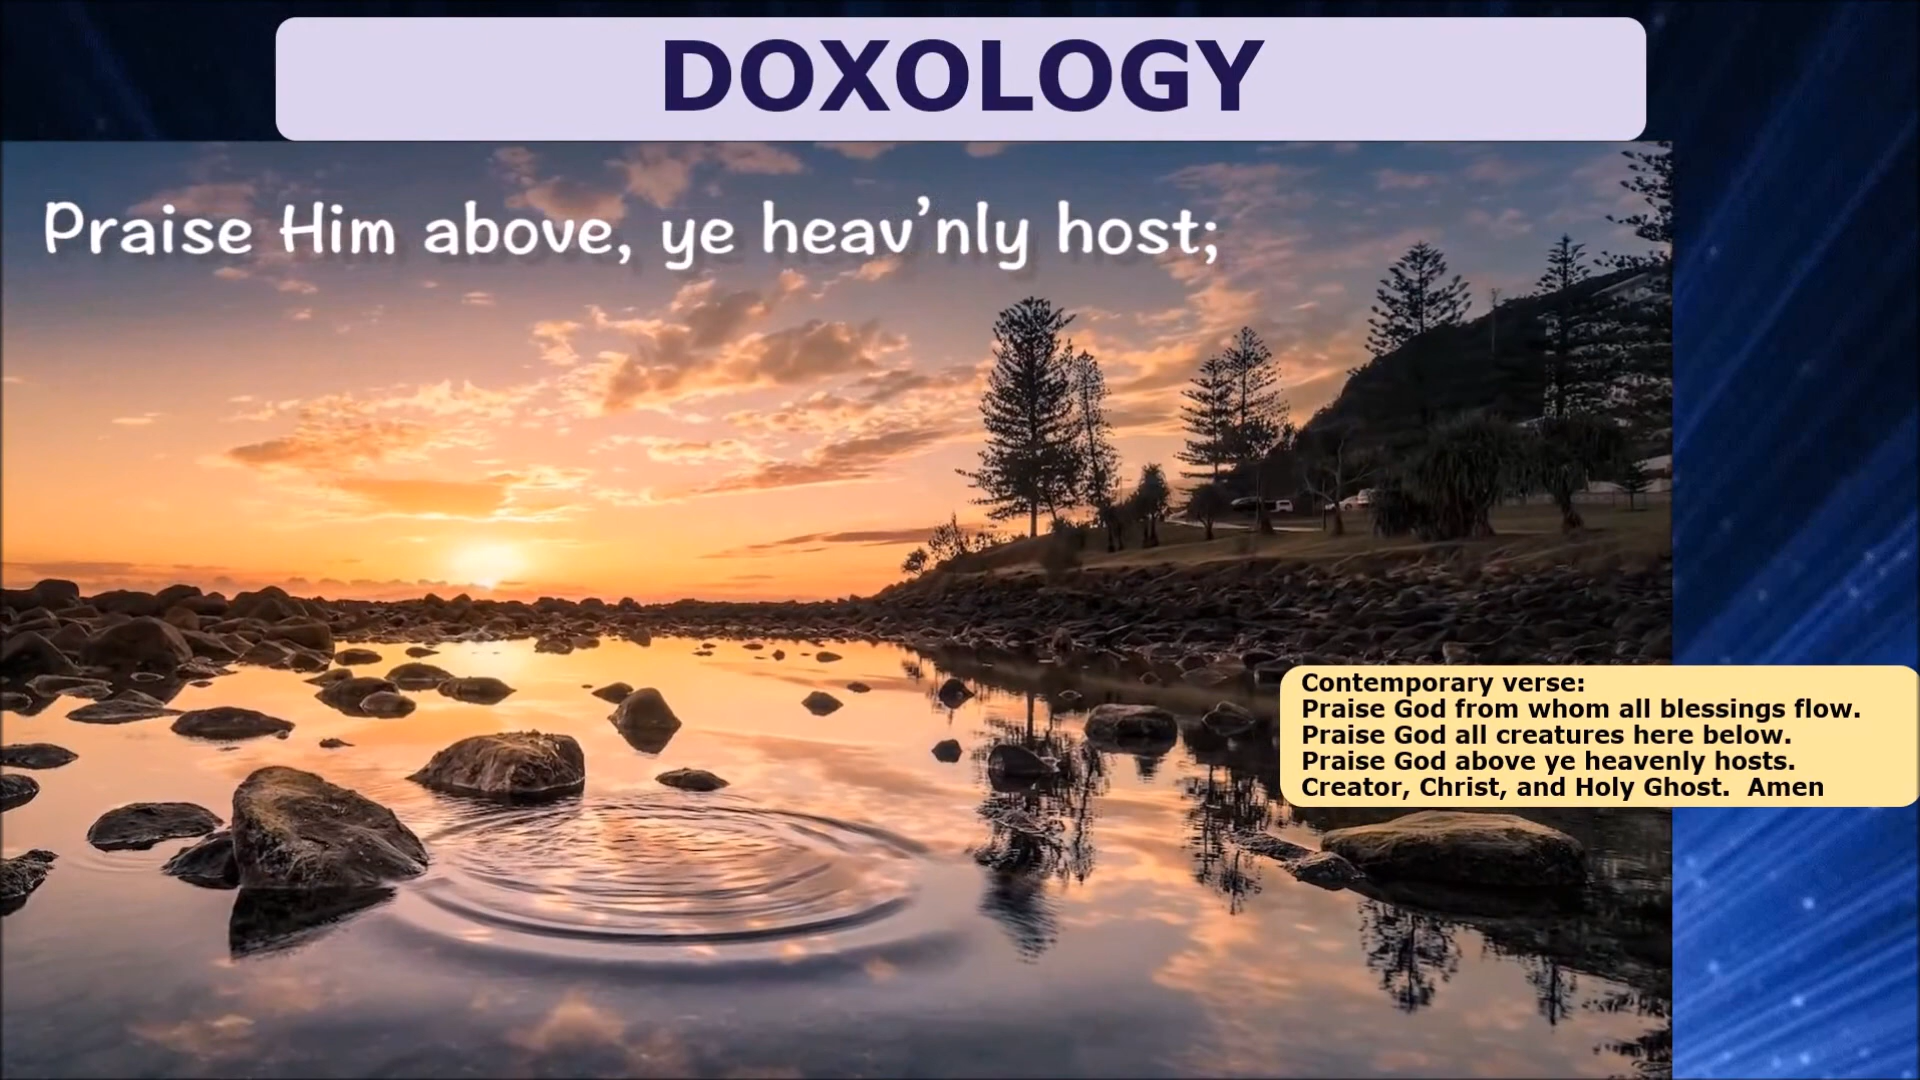 DOXOLOGY
Praise Him above, ye heav’nly host;
Contemporary verse:
Praise God from whom all blessings flow.
Praise God all creatures here below.
Praise God above ye heavenly hosts.
Creator, Christ, and Holy Ghost.  Amen